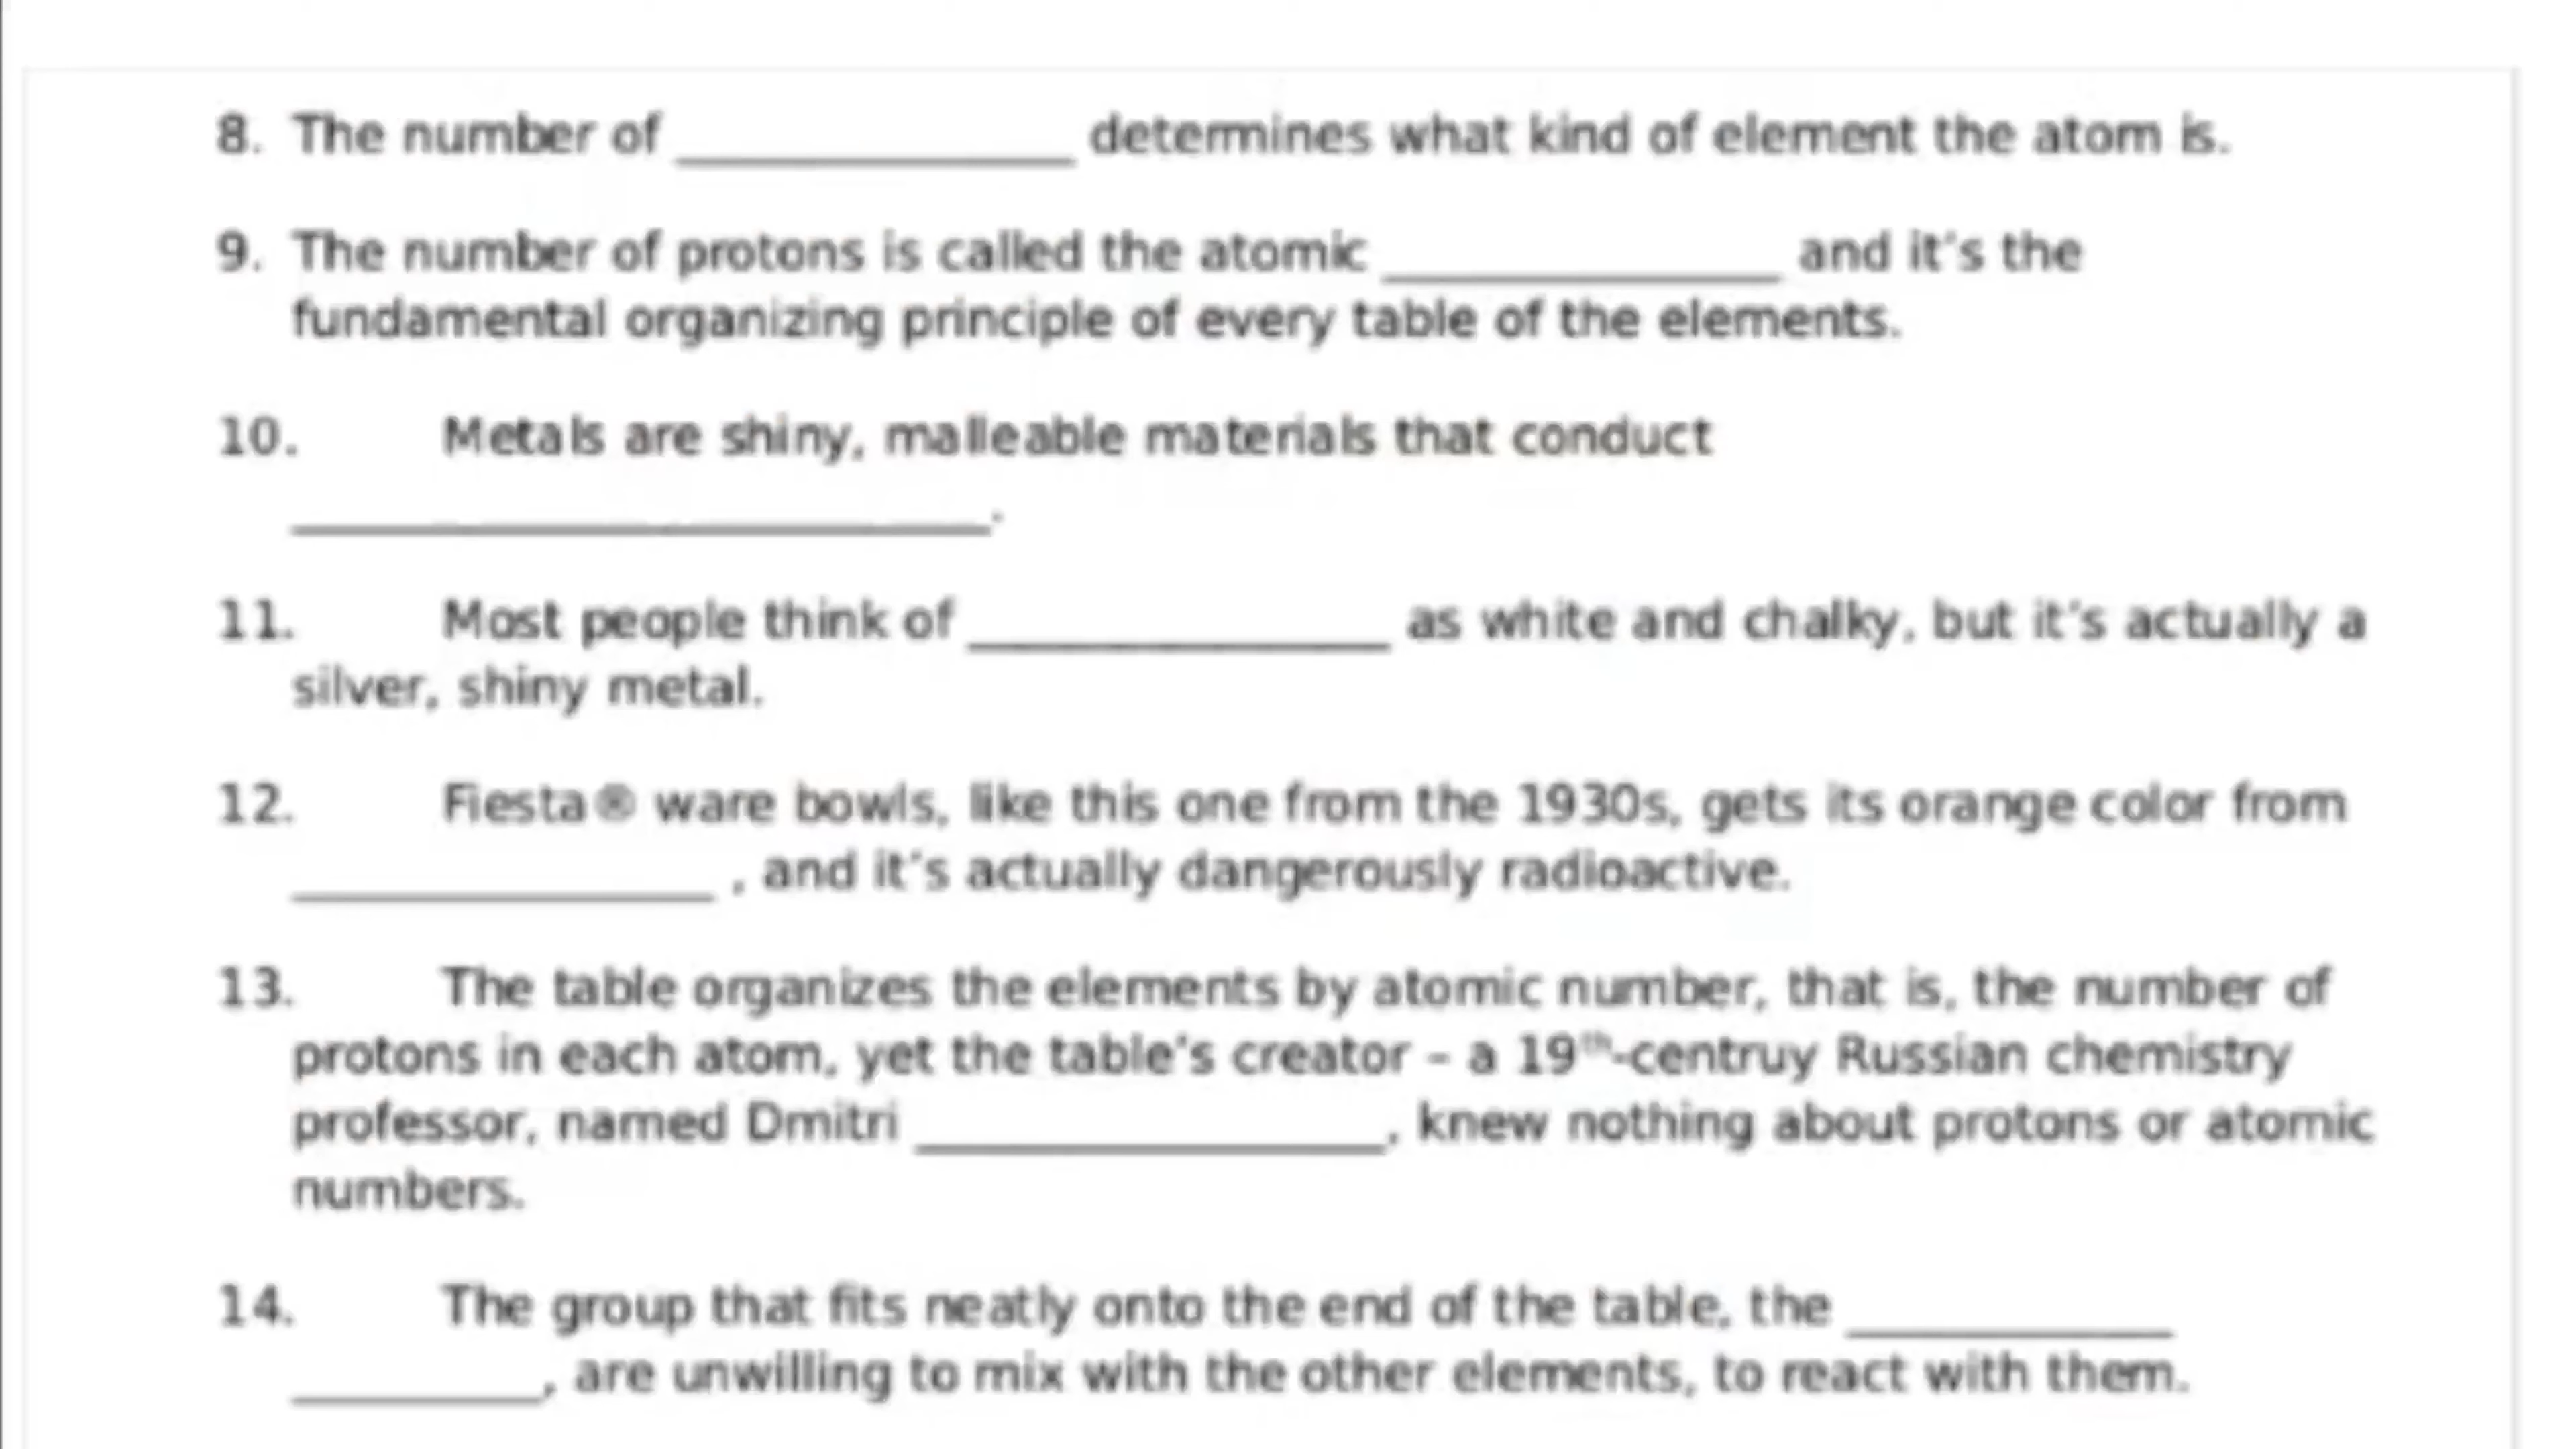 8. The number of _______________ determines what kind of element the atom is.
9. The number of protons is called the atomic _______________ and it's the
fundamental organizing principle of every table of the elements.
10. Metals are shiny, malleable materials that conduct
__________________________.
11. Most people think of ________________ as white and chalky, but it's actually a
silver, shiny metal.
12. Fiesta® ware bowls, like this one from the 1930s, gets its orange color from
________________ , and it's actually dangerously radioactive.
13. The table organizes the elements by atomic number, that is, the number of
protons in each atom, yet the table's creator – a 19th-centruy Russian chemistry
professor, named Dmitri __________________, knew nothing about protons or atomic
numbers.
14. The group that fits neatly onto the end of the table, the ____________
__________, are unwilling to mix with the other elements, to react with them.